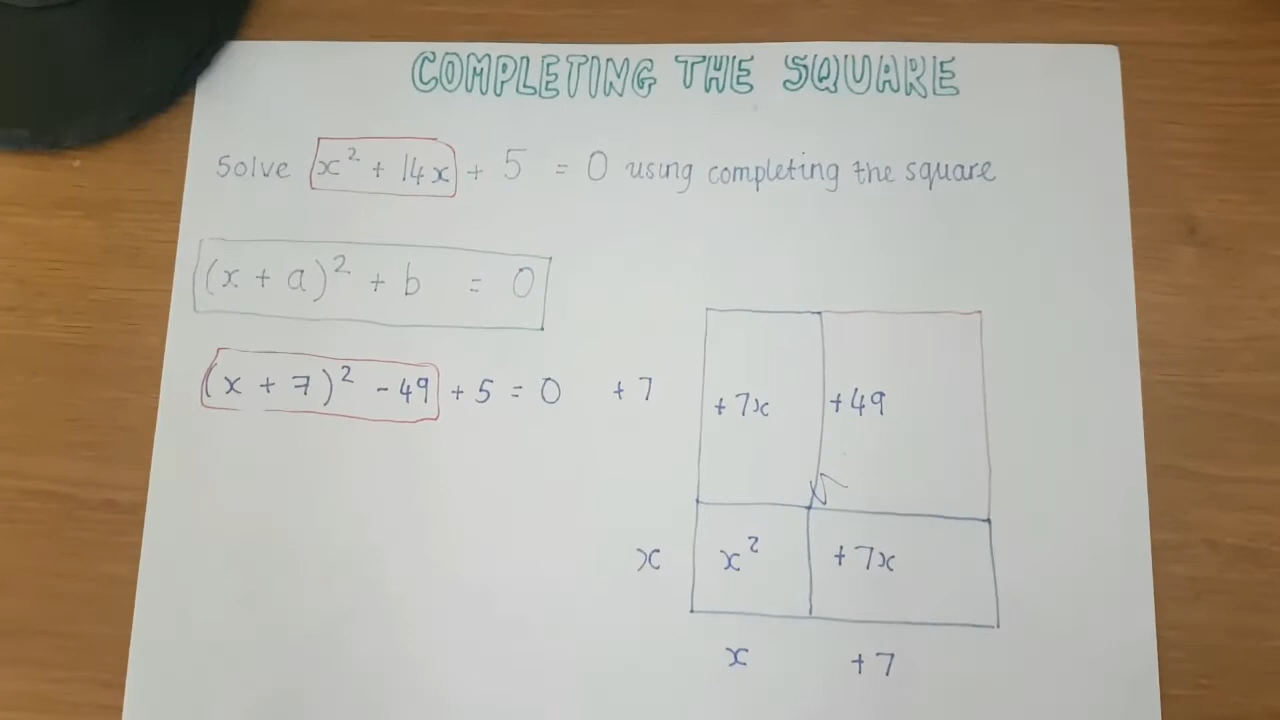 COMPLETING THE SQUARE
Solve x² + 14x + 5 = 0 using completing the square
(x + a)² + b = 0
(x + 7)² - 49 + 5 = 0
+ 7
+ 7x + 49
x x² + 7x
x + 7